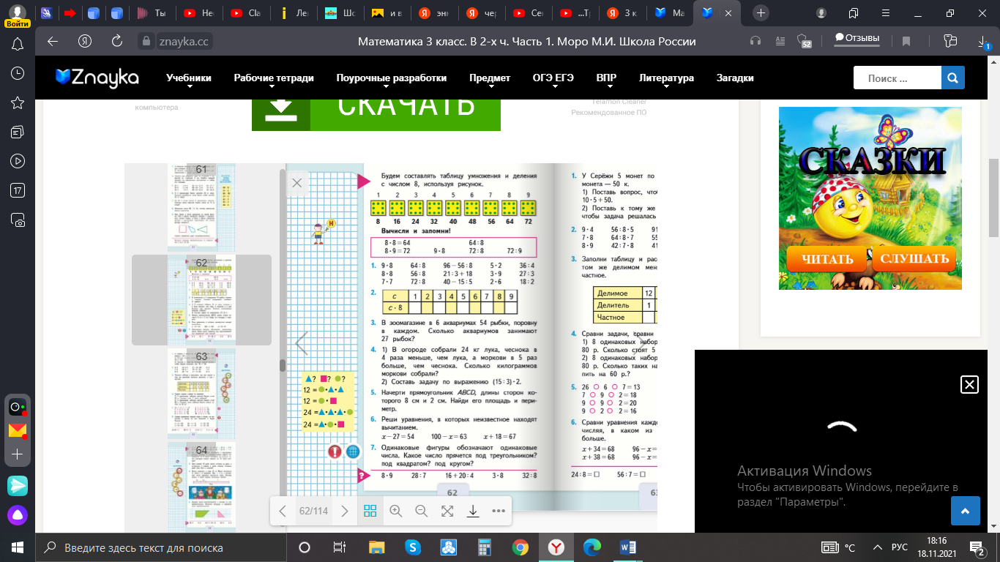 Войти
Ты
Нес
Cla
Лег
Шс
и в
энк
чер
Сек
...Тр
3 к
Ма
znayka.cc
Математика 3 класс. В 2-х ч. Часть 1. Моро М.И. Школа России
52
Отзывы
1
Znayka
Учебники
Рабочие тетради
Поурочные разработки
Предмет
ОГЭ ЕГЭ
ВПР
Литература
Загадки
Поиск ...
компьютера
СКАЧАТЬ
Telamon Cleaner
Рекомендованное ПО
17
61
62
63
64
Будем составлять таблицу умножения и деления
с числом 8, используя рисунок.
1 2 3 4 5 6 7 8 9
8 16 24 32 40 48 56 64 72
Вычисли и запомни!
8·8=64 64:8
8·9=72 9·8 72:8 72:9
1. 9·8 64:8 96−56:8 5·2 36:4
8·8 56:8 21:3+18 3·9 27:3
7·7 72:8 40−15:5 2·6 18:2
2. c 1 2 3 4 5 6 7 8 9
c·8
3. В зоомагазине в 6 аквариумах 54 рыбки, поровну
в каждом. Сколько аквариумов занимают
27 рыбок?
4. 1) В огороде собрали 24 кг лука, чеснока в
4 раза меньше, чем лука, а моркови в 5 раз
больше, чем чеснока. Сколько килограммов
моркови собрали?
2) Составь задачу по выражению (15:3)·2.
5. Начерти прямоугольник ABCD, длины сторон ко-
торого 8 см и 2 см. Найди его площадь и пери-
метр.
6. Реши уравнения, в которых неизвестное находят
вычитанием.
x−27=54 100−x=63 x+18=67
7. Одинаковые фигуры обозначают одинаковые
числа. Какое число прячется под треугольником?
под квадратом? под кругом?
8·9 28:7 16+20:4 3·8 32:8
62
▲? ■? ●?
12=●·▲·▲
12=●·■
24=▲·▲·▲·●
24=▲·●·■
1. У Серёжи 5 монет по
монета — 50 к.
1) Поставь вопрос, что
10·5+50.
2) Поставь к тому же
чтобы задача решалась
2. 9·4 56:8·5 91
7·8 64:8·7 55
8·9 42:7·8 41
3. Заполни таблицу и рас
том же делимом мен
частное.
Делимое 12
Делитель 1
Частное
4. Сравни задачи, сравни
1) 8 одинаковых набор
80 р. Сколько стоят 5
2) 8 одинаковых набор
80 р. Сколько таких на
пить на 60 р.?
5. 26 ○ 6 ○ 7=13
7 ○ 9 ○ 2=18
9 ○ 9 ○ 2=20
9 ○ 2 ○ 2=16
6. Сравни уравнения кажд
числяя, в каком из
больше.
x+34=68 96−x=
x+38=68 96−x=
24:8=□ 56:7=□
63
62/114
СКАЗКИ
ЧИТАТЬ
СЛУШАТЬ
Активация Windows
Чтобы активировать Windows, перейдите в
раздел "Параметры".
Введите здесь текст для поиска
°C
РУС
18:16
18.11.2021
2